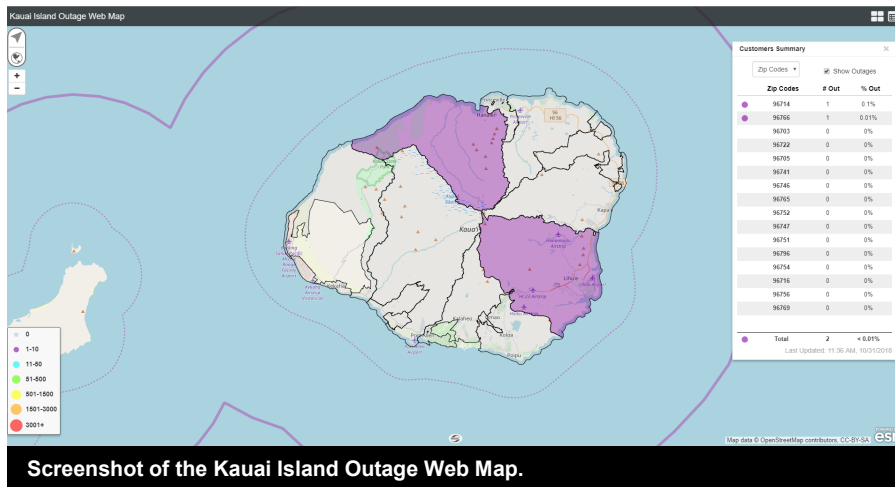 Kauai Island Outage Web Map
+
−
Hanalei
Kapa
Kaua'i
Lihue
Kalaheo
Omao
Koloa
Poipu
0
1-10
11-50
51-500
501-1500
1501-3000
3001+
Customers Summary ×
Zip Codes Show Outages
Zip Codes # Out % Out
96714 1 0.1%
96766 1 0.01%
96703 0 0%
96722 0 0%
96705 0 0%
96741 0 0%
96746 0 0%
96765 0 0%
96752 0 0%
96747 0 0%
96751 0 0%
96796 0 0%
96754 0 0%
96716 0 0%
96756 0 0%
96769 0 0%
Total 2 < 0.01%
Last Updated: 11:36 AM, 10/31/2018
Map data © OpenStreetMap contributors, CC-BY-SA
esri
Screenshot of the Kauai Island Outage Web Map.